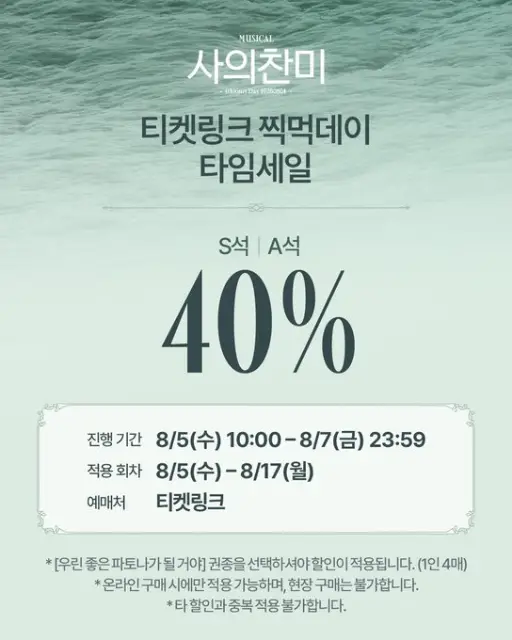 MUSICAL
사의찬미
티켓링크 찍먹데이
타임세일
S석 | A석
40%
진행 기간 8/5(수) 10:00 – 8/7(금) 23:59
적용 회차 8/5(수) – 8/17(월)
예매처 티켓링크
* [우린 좋은 파토나가 될 거야] 권종을 선택하셔야 할인이 적용됩니다. (1인 4매)
* 온라인 구매 시에만 적용 가능하며, 현장 구매는 불가합니다.
* 타 할인과 중복 적용 불가합니다.